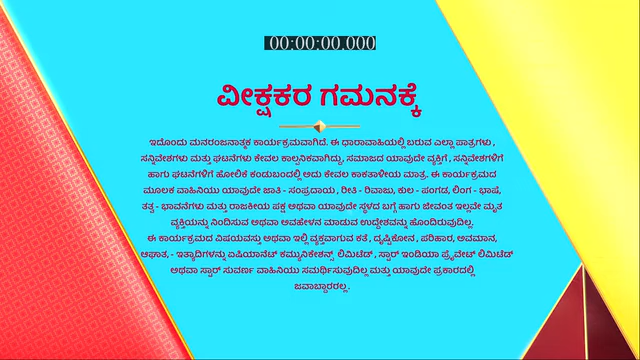 00:00:00.000
ವೀಕ್ಷಕರ ಗಮನಕ್ಕೆ
ಇದೊಂದು ಮನರಂಜನಾತ್ಮಕ ಕಾರ್ಯಕ್ರಮವಾಗಿದೆ. ಈ ಧಾರಾವಾಹಿಯಲ್ಲಿ ಬರುವ ಎಲ್ಲಾ ಪಾತ್ರಗಳು,
ಸನ್ನಿವೇಶಗಳು ಮತ್ತು ಘಟನೆಗಳು ಕೇವಲ ಕಾಲ್ಪನಿಕವಾಗಿದ್ದು, ಸಮಾಜದ ಯಾವುದೇ ವ್ಯಕ್ತಿಗೆ, ಸನ್ನಿವೇಶಗಳಿಗೆ
ಹಾಗು ಘಟನೆಗಳಿಗೆ ಹೋಲಿಕೆ ಕಂಡುಬಂದಲ್ಲಿ ಅದು ಕೇವಲ ಕಾಕತಾಳೀಯ ಮಾತ್ರ. ಈ ಕಾರ್ಯಕ್ರಮದ
ಮೂಲಕ ವಾಹಿನಿಯು ಯಾವುದೇ ಜಾತಿ - ಸಂಪ್ರದಾಯ, ರೀತಿ - ರಿವಾಜು, ಕುಲ - ಪಂಗಡ, ಲಿಂಗ - ಭಾಷೆ,
ತತ್ವ - ಭಾವನೆಗಳು ಮತ್ತು ರಾಜಕೀಯ ಪಕ್ಷ ಅಥವಾ ಯಾವುದೇ ಸ್ಥಳದ ಬಗ್ಗೆ ಹಾಗು ಜೀವಂತ ಇಲ್ಲವೇ ಮೃತ
ವ್ಯಕ್ತಿಯನ್ನು ನಿಂದಿಸುವ ಅಥವಾ ಅವಹೇಳನ ಮಾಡುವ ಉದ್ದೇಶವನ್ನು ಹೊಂದಿರುವುದಿಲ್ಲ.
ಈ ಕಾರ್ಯಕ್ರಮದ ವಿಷಯವಸ್ತು ಅಥವಾ ಇಲ್ಲಿ ವ್ಯಕ್ತವಾಗುವ ಕತೆ, ದೃಷ್ಟಿಕೋನ, ಪರಿಹಾರ, ಅವಮಾನ,
ಆಘಾತ, - ಇತ್ಯಾದಿಗಳನ್ನು ಏಷಿಯಾನೆಟ್ ಕಮ್ಯುನಿಕೇಶನ್ಸ್ ಲಿಮಿಟೆಡ್, ಸ್ಟಾರ್ ಇಂಡಿಯಾ ಪ್ರೈವೇಟ್ ಲಿಮಿಟೆಡ್
ಅಥವಾ ಸ್ಟಾರ್ ಸುವರ್ಣ ವಾಹಿನಿಯು ಸಮರ್ಥಿಸುವುದಿಲ್ಲ ಮತ್ತು ಯಾವುದೇ ಪ್ರಕಾರದಲ್ಲಿ
ಜವಾಬ್ದಾರರಲ್ಲ.